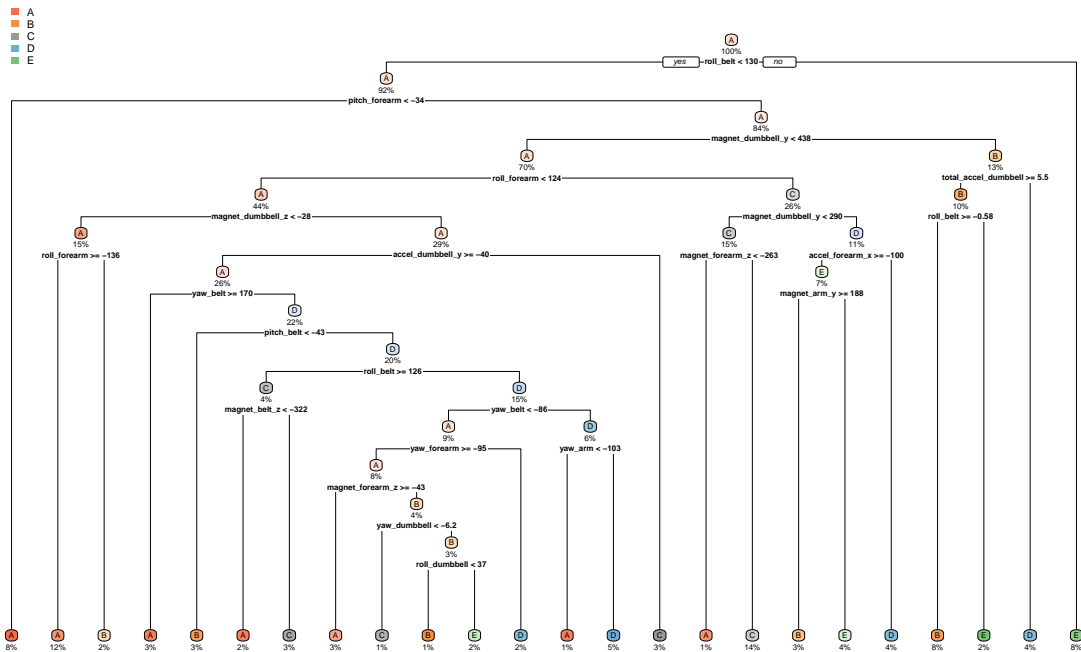 A
B
C
D
E
A
100%
yes roll_belt < 130 no
A
92%
pitch_forearm < −34
A
84%
magnet_dumbbell_y < 438
A B
70% 13%
roll_forearm < 124 total_accel_dumbbell >= 5.5
A C B
44% 26% 10%
magnet_dumbbell_z < −28 magnet_dumbbell_y < 290 roll_belt >= −0.58
A A C D
15% 29% 15% 11%
roll_forearm >= −136 accel_dumbbell_y >= −40 magnet_forearm_z < −263 accel_forearm_x >= −100
A E
26% 7%
yaw_belt >= 170 magnet_arm_y >= 188
D
22%
pitch_belt < −43
D
20%
roll_belt >= 126
C D
4% 15%
magnet_belt_z < −322 yaw_belt < −86
A D
9% 6%
yaw_forearm >= −95 yaw_arm < −103
A
8%
magnet_forearm_z >= −43
B
4%
yaw_dumbbell < −6.2
B
3%
roll_dumbbell < 37
A A B A B A C A C B E D A D C A C B E D B E D E
8% 12% 2% 3% 3% 2% 3% 3% 1% 1% 2% 2% 1% 5% 3% 1% 14% 3% 4% 4% 8% 2% 4% 8%